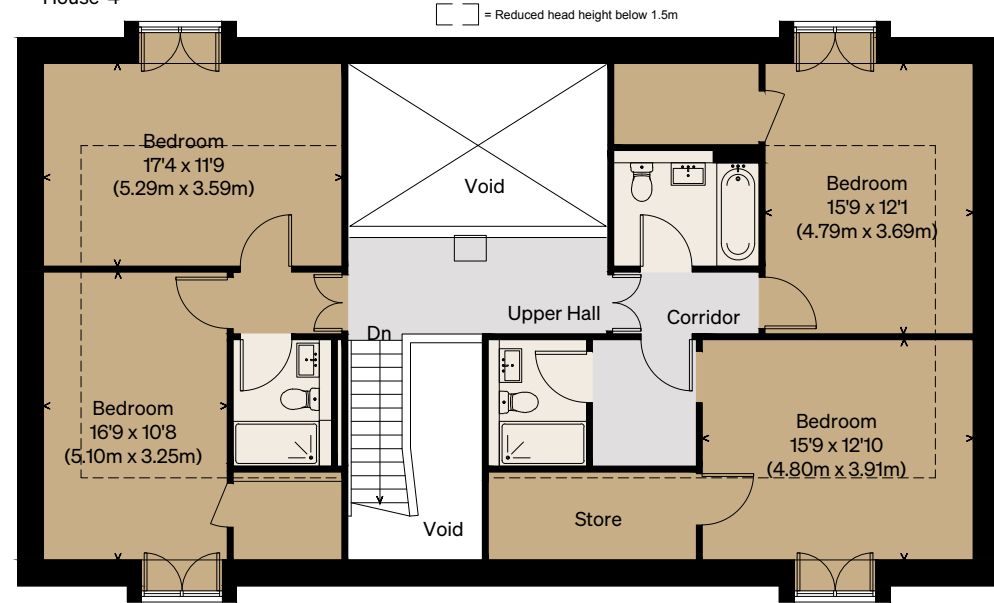 = Reduced head height below 1.5m
Bedroom
17'4 x 11'9
(5.29m x 3.59m)
Void
Bedroom
15'9 x 12'1
(4.79m x 3.69m)
Upper Hall
Corridor
Dn
Bedroom
16'9 x 10'8
(5.10m x 3.25m)
Bedroom
15'9 x 12'10
(4.80m x 3.91m)
Store
Void